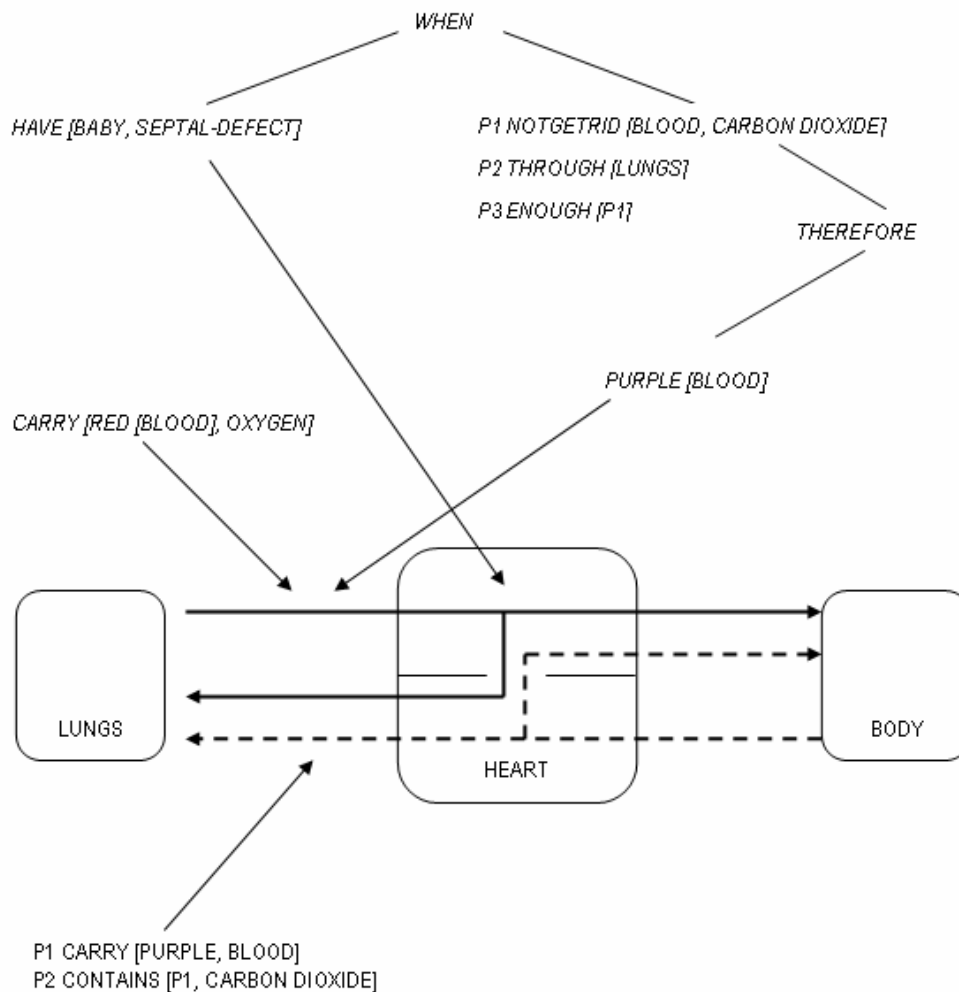 WHEN
HAVE [BABY, SEPTAL-DEFECT]
P1 NOTGETRID [BLOOD, CARBON DIOXIDE]
P2 THROUGH [LUNGS]
P3 ENOUGH [P1]
THEREFORE
PURPLE [BLOOD]
CARRY [RED [BLOOD], OXYGEN]
LUNGS
HEART
BODY
P1 CARRY [PURPLE, BLOOD]
P2 CONTAINS [P1, CARBON DIOXIDE]